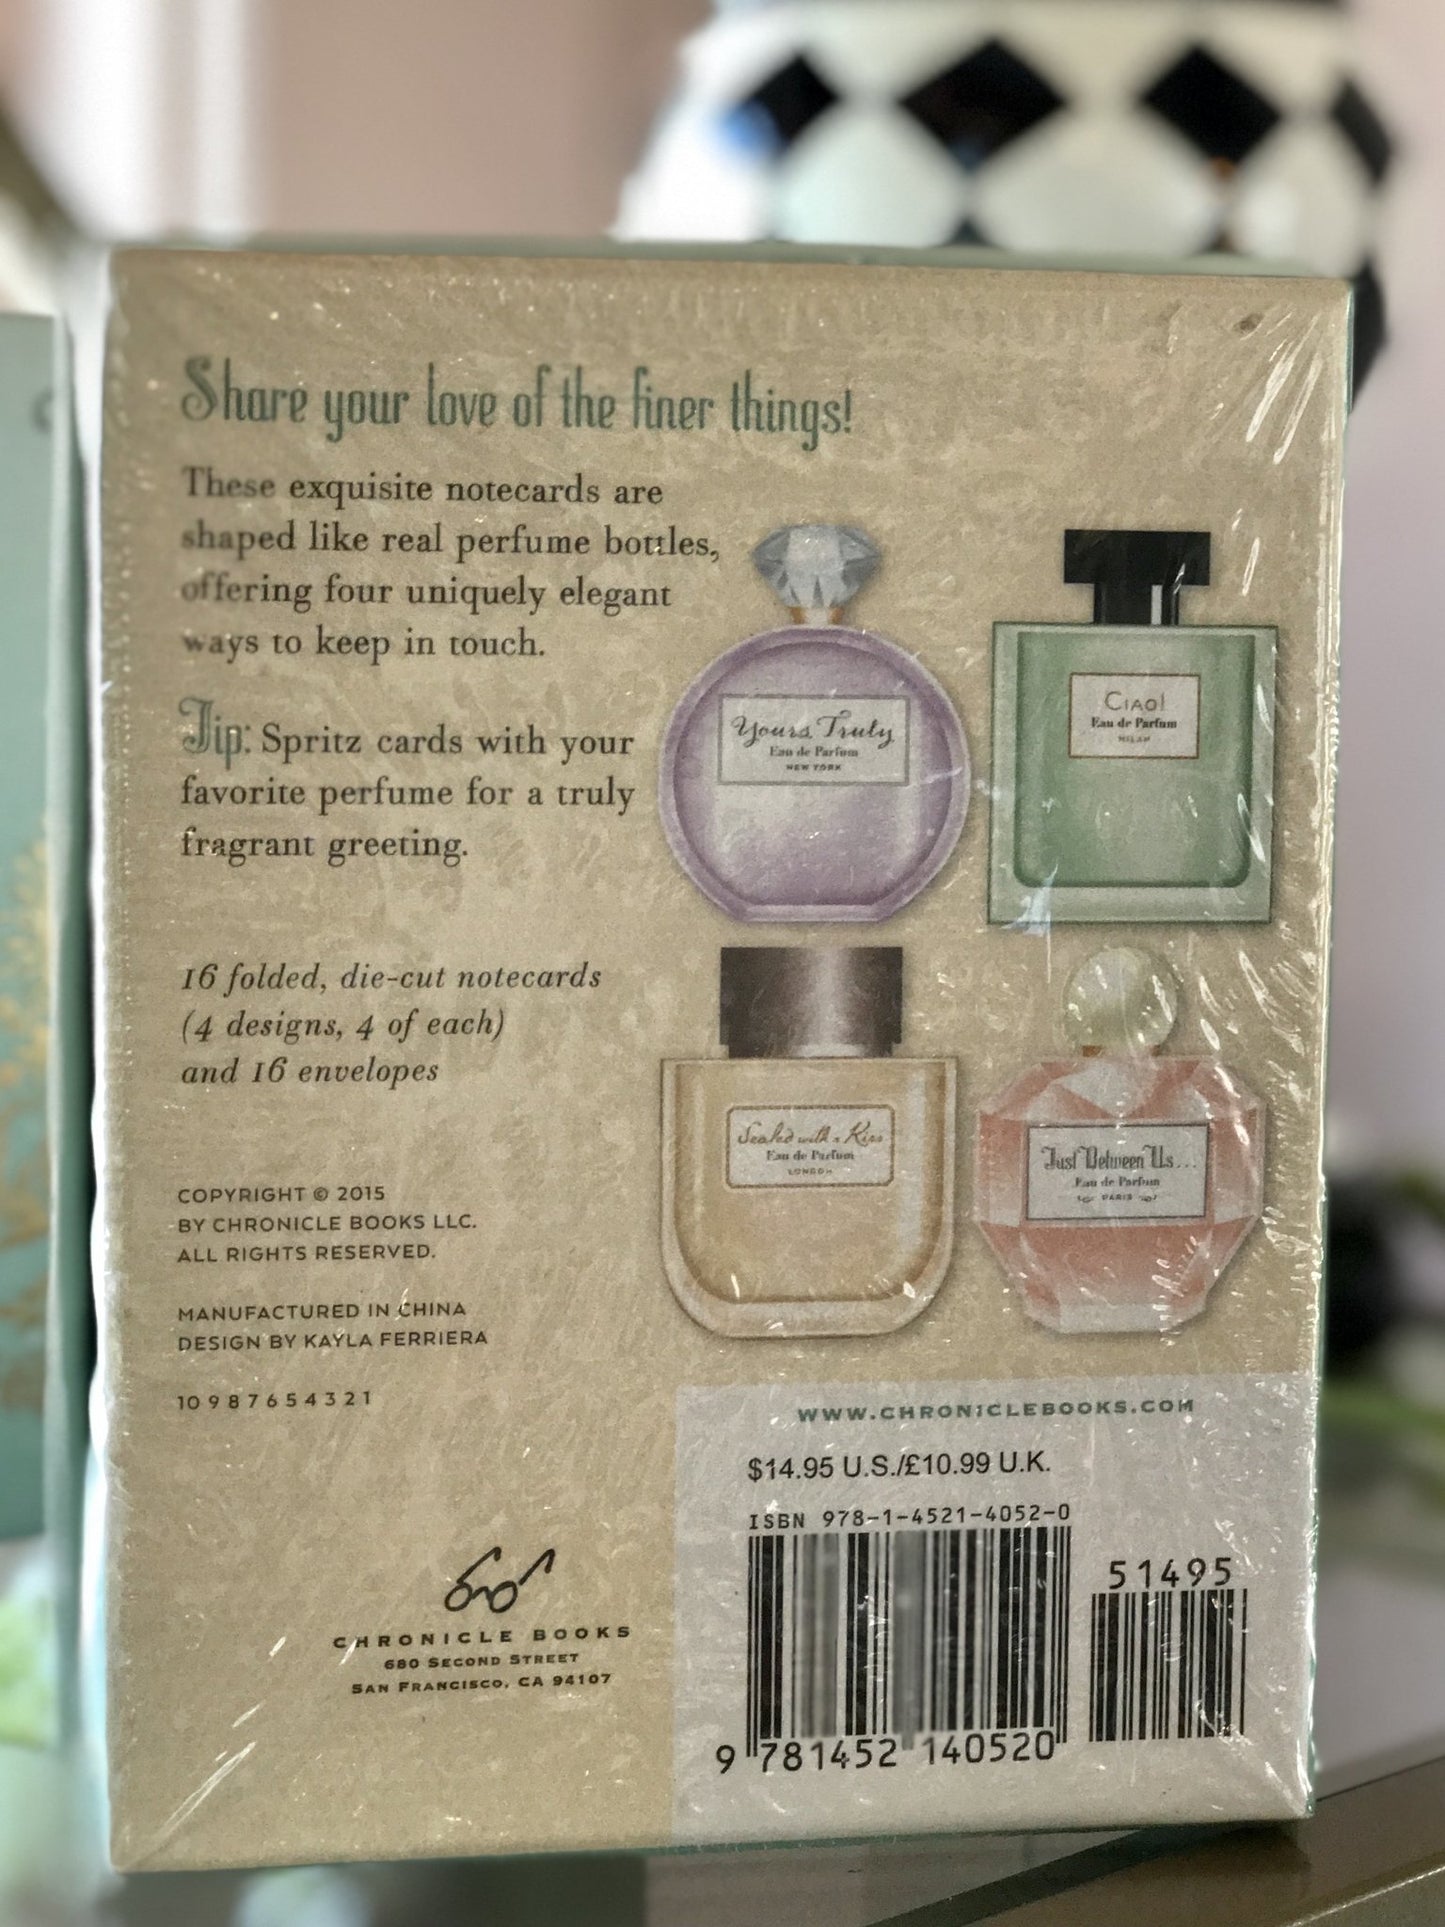 Share your love of the finer things!
These exquisite notecards are
shaped like real perfume bottles,
offering four uniquely elegant
ways to keep in touch.
Tip: Spritz cards with your
favorite perfume for a truly
fragrant greeting.
16 folded, die-cut notecards
(4 designs, 4 of each)
and 16 envelopes
COPYRIGHT © 2015
BY CHRONICLE BOOKS LLC.
ALL RIGHTS RESERVED.
MANUFACTURED IN CHINA
DESIGN BY KAYLA FERRIERA
10 9 8 7 6 5 4 3 2 1
CHRONICLE BOOKS
680 SECOND STREET
SAN FRANCISCO, CA 94107
Yours Truly
Eau de Parfum
NEW YORK
CIAO!
Eau de Parfum
MILAN
Sealed with a Kiss
Eau de Parfum
LONDON
Just Between Us...
Eau de Parfum
PARIS
WWW.CHRONICLEBOOKS.COM
$14.95 U.S./£10.99 U.K.
ISBN 978-1-4521-4052-0
51495
9 781452 140520